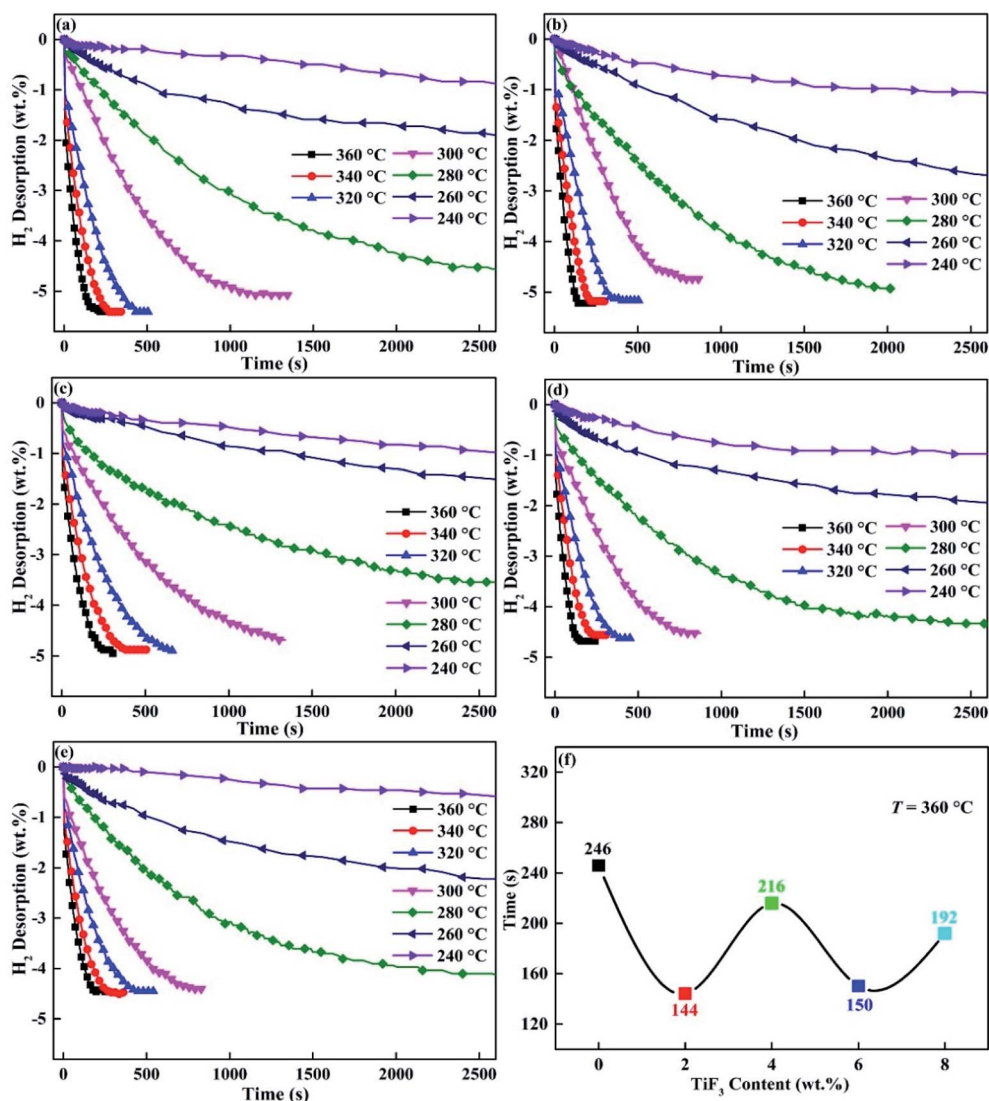 (a)
0
-1
-2
-3
-4
-5
H₂ Desorption (wt.%)
360 °C
340 °C
320 °C
300 °C
280 °C
260 °C
240 °C
0 500 1000 1500 2000 2500
Time (s)
(b)
0
-1
-2
-3
-4
-5
H₂ Desorption (wt.%)
360 °C
340 °C
320 °C
300 °C
280 °C
260 °C
240 °C
0 500 1000 1500 2000 2500
Time (s)
(c)
0
-1
-2
-3
-4
-5
H₂ Desorption (wt.%)
360 °C
340 °C
320 °C
300 °C
280 °C
260 °C
240 °C
0 500 1000 1500 2000 2500
Time (s)
(d)
0
-1
-2
-3
-4
-5
H₂ Desorption (wt.%)
360 °C
340 °C
320 °C
300 °C
280 °C
260 °C
240 °C
0 500 1000 1500 2000 2500
Time (s)
(e)
0
-1
-2
-3
-4
-5
H₂ Desorption (wt.%)
360 °C
340 °C
320 °C
300 °C
280 °C
260 °C
240 °C
0 500 1000 1500 2000 2500
Time (s)
(f)
T = 360 °C
320
280
240
200
160
120
Time (s)
246
144
216
150
192
0 2 4 6 8
TiF₃ Content (wt.%)